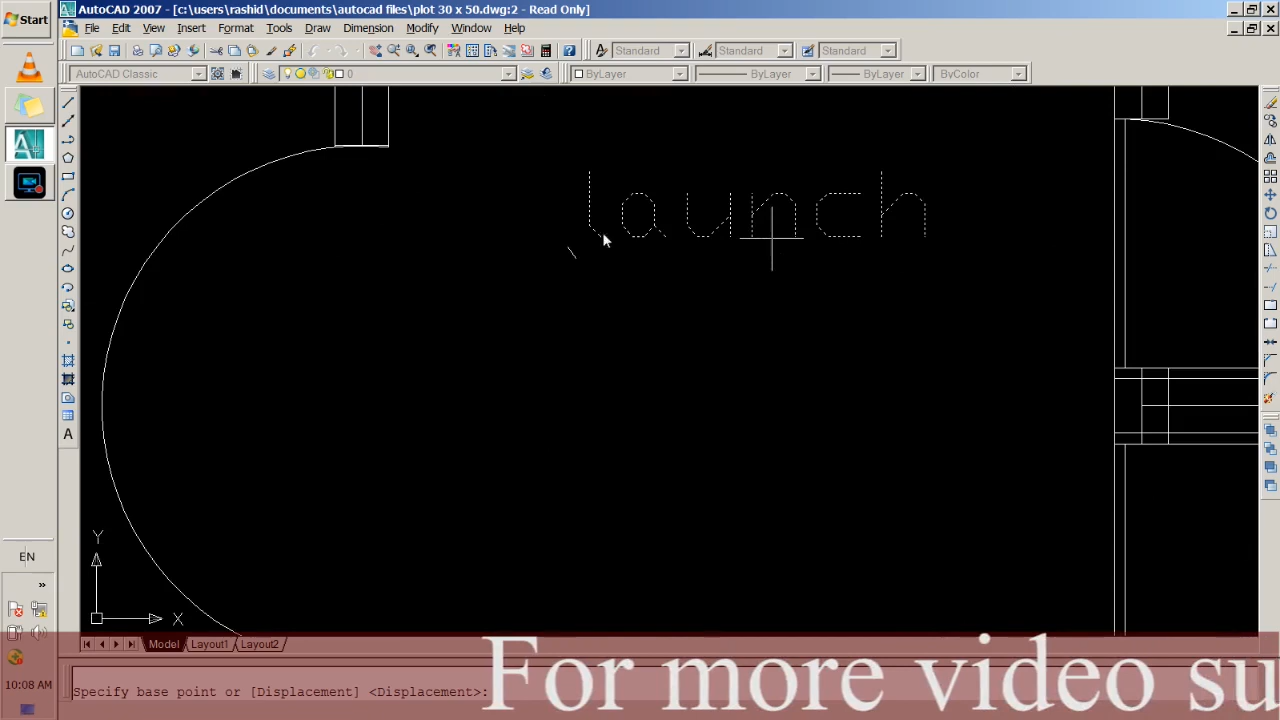 Start
AutoCAD 2007 - [c:\users\rashid\documents\autocad files\plot 30 x 50.dwg:2 - Read Only]
File Edit View Insert Format Tools Draw Dimension Modify Window Help
Standard Standard Standard
AutoCAD Classic 0 ByLayer ByLayer ByLayer ByColor
launch
A
Y
X
EN
Model Layout1 Layout2
10:08 AM
Specify base point or [Displacement] <Displacement>:
For more video su